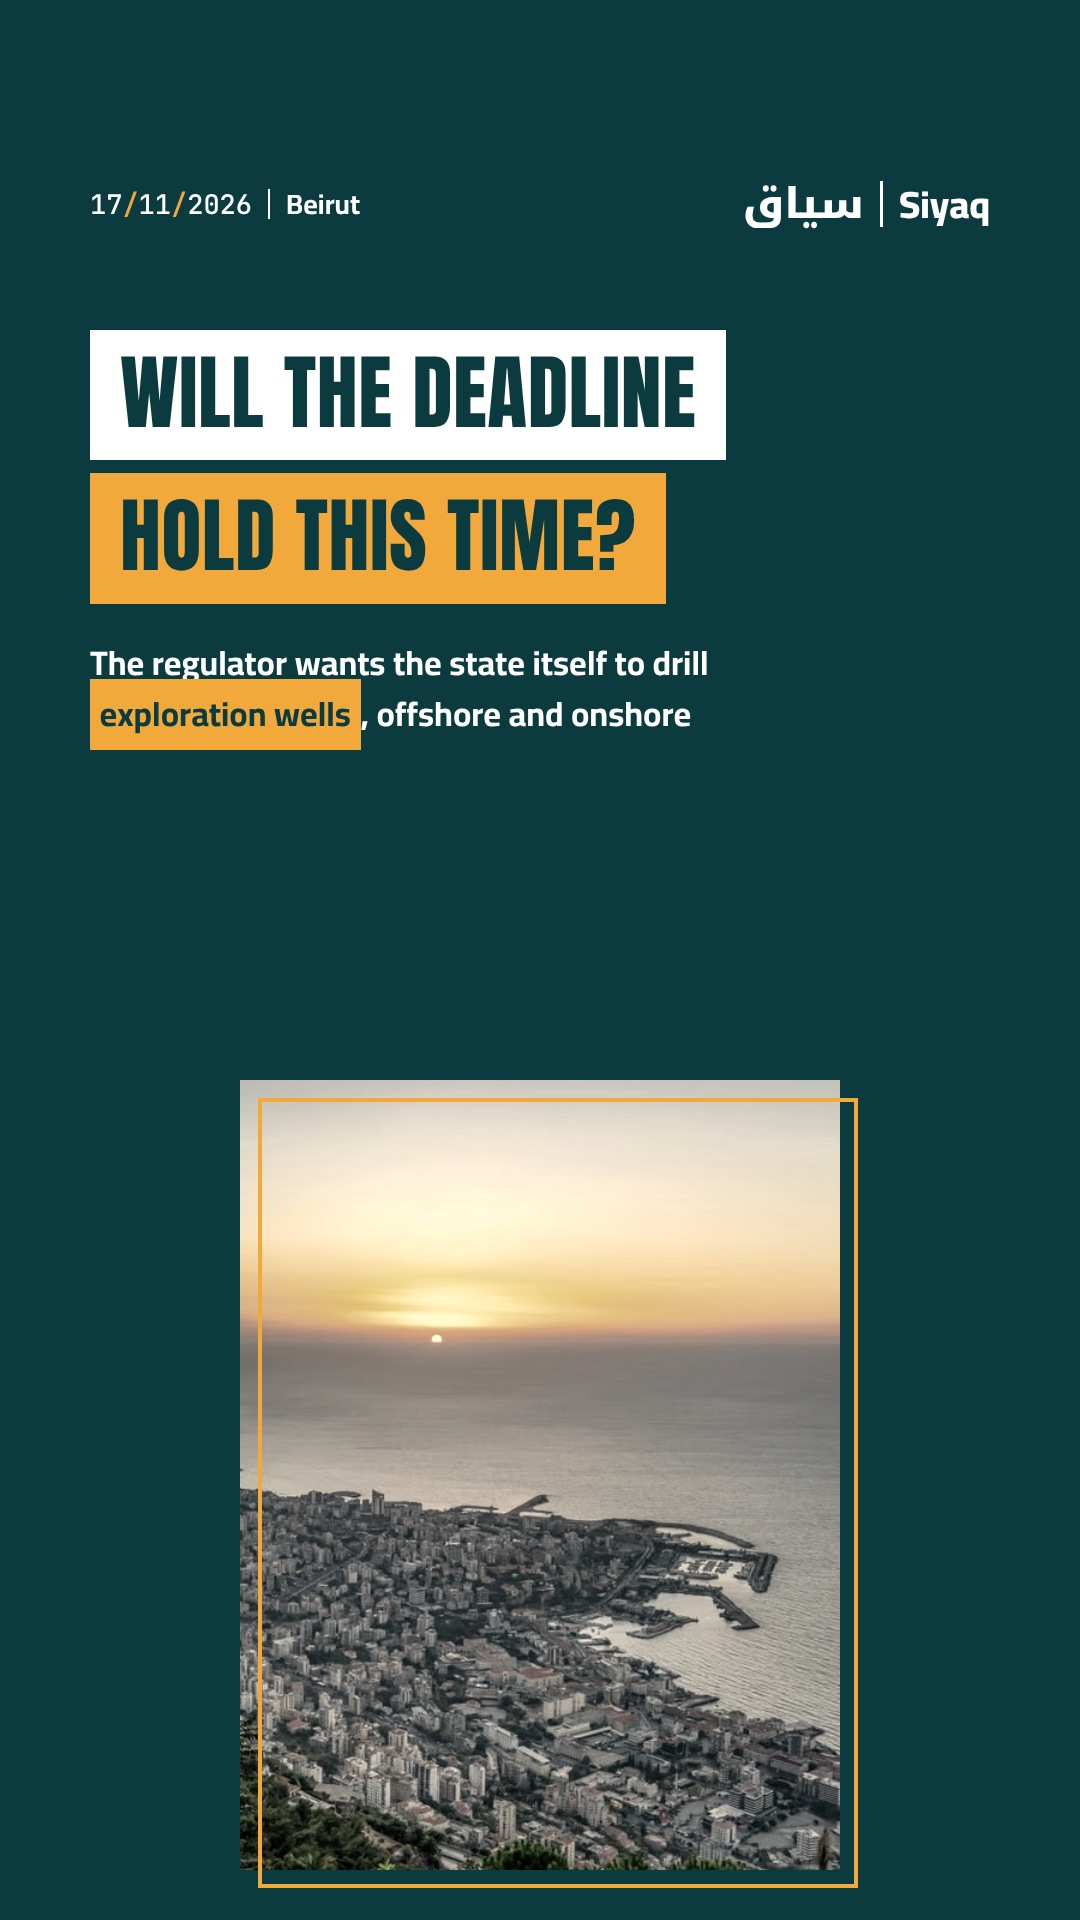 17/11/2026 | Beirut
سياق | Siyaq
WILL THE DEADLINE
HOLD THIS TIME?
The regulator wants the state itself to drill
exploration wells, offshore and onshore